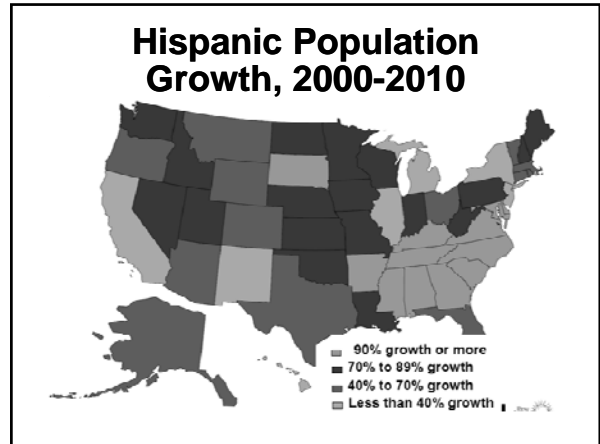 Hispanic Population
Growth, 2000-2010
90% growth or more
70% to 89% growth
40% to 70% growth
Less than 40% growth